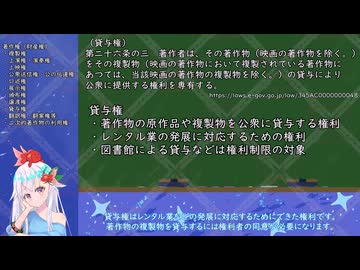 著作権（財産権）
複製権
上演権・演奏権
上映権
公衆送信権・公の伝達権
口述権
展示権
頒布権
譲渡権
貸与権
翻訳権・翻案権等
二次的著作物の利用権
（貸与権）
第二十六条の三　著作者は、その著作物（映画の著作物を除く。）
をその複製物（映画の著作物において複製されている著作物に
あつては、当該映画の著作物の複製物を除く。）の貸与により
公衆に提供する権利を専有する。
https://laws.e-gov.go.jp/law/345AC0000000048
貸与権
・著作物の原作品や複製物を公衆に貸与する権利
・レンタル業の発展に対応するための権利
・図書館による貸与などは権利制限の対象
貸与権はレンタル業などの発展に対応するためにできた権利です。
著作物の複製物を貸与するには権利者の同意が必要になります。